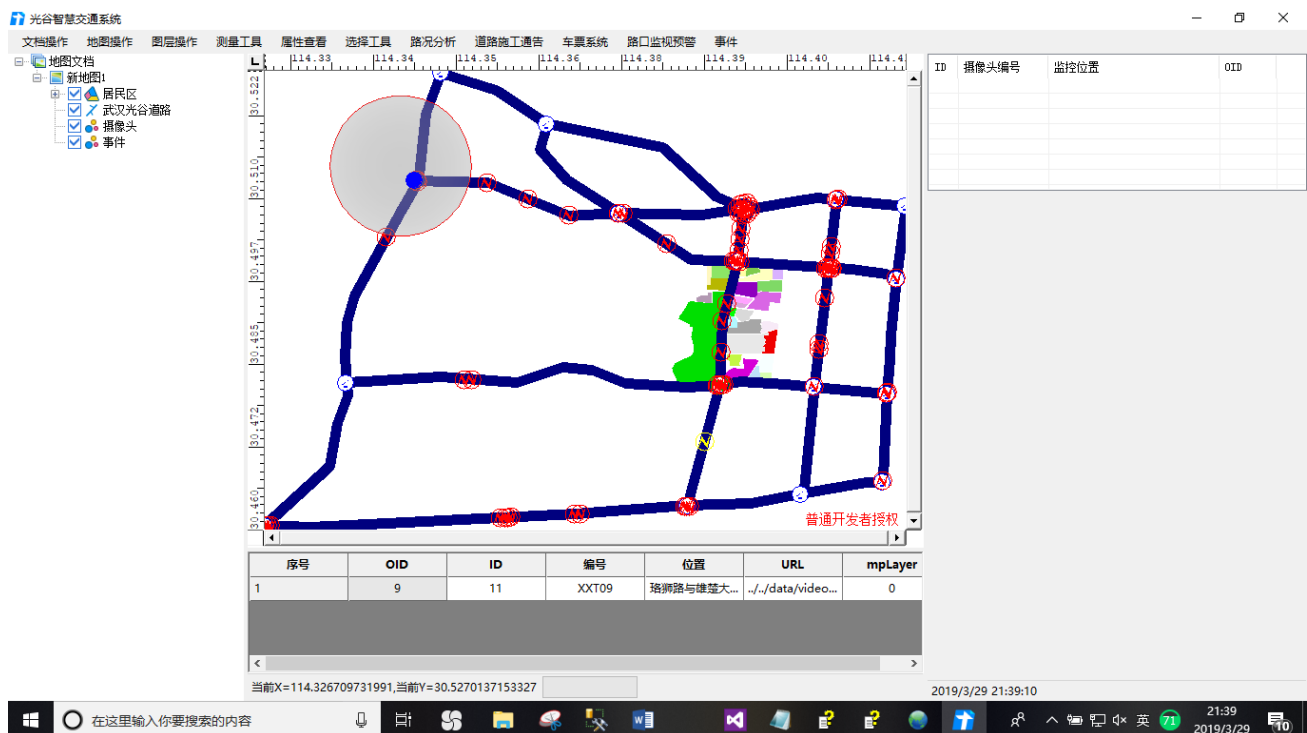 光谷智慧交通系统
文档操作 地图操作 图层操作 测量工具 属性查看 选择工具 路况分析 道路施工通告 车票系统 路口监视预警 事件
地图文档
新地图1
居民区
武汉光谷道路
摄像头
事件
L 114.33 114.34 114.35 114.36 114.38 114.39 114.40 114.4
30.522
30.510
30.497
30.485
30.472
30.460
普通开发者授权
ID 摄像头编号 监控位置 OID
序号 OID ID 编号 位置 URL mpLayer
1 9 11 XXT09 珞狮路与雄楚大... ../../data/video... 0
当前X=114.326709731991,当前Y=30.5270137153327
2019/3/29 21:39:10
在这里输入你要搜索的内容
英 71 21:39
2019/3/29 10